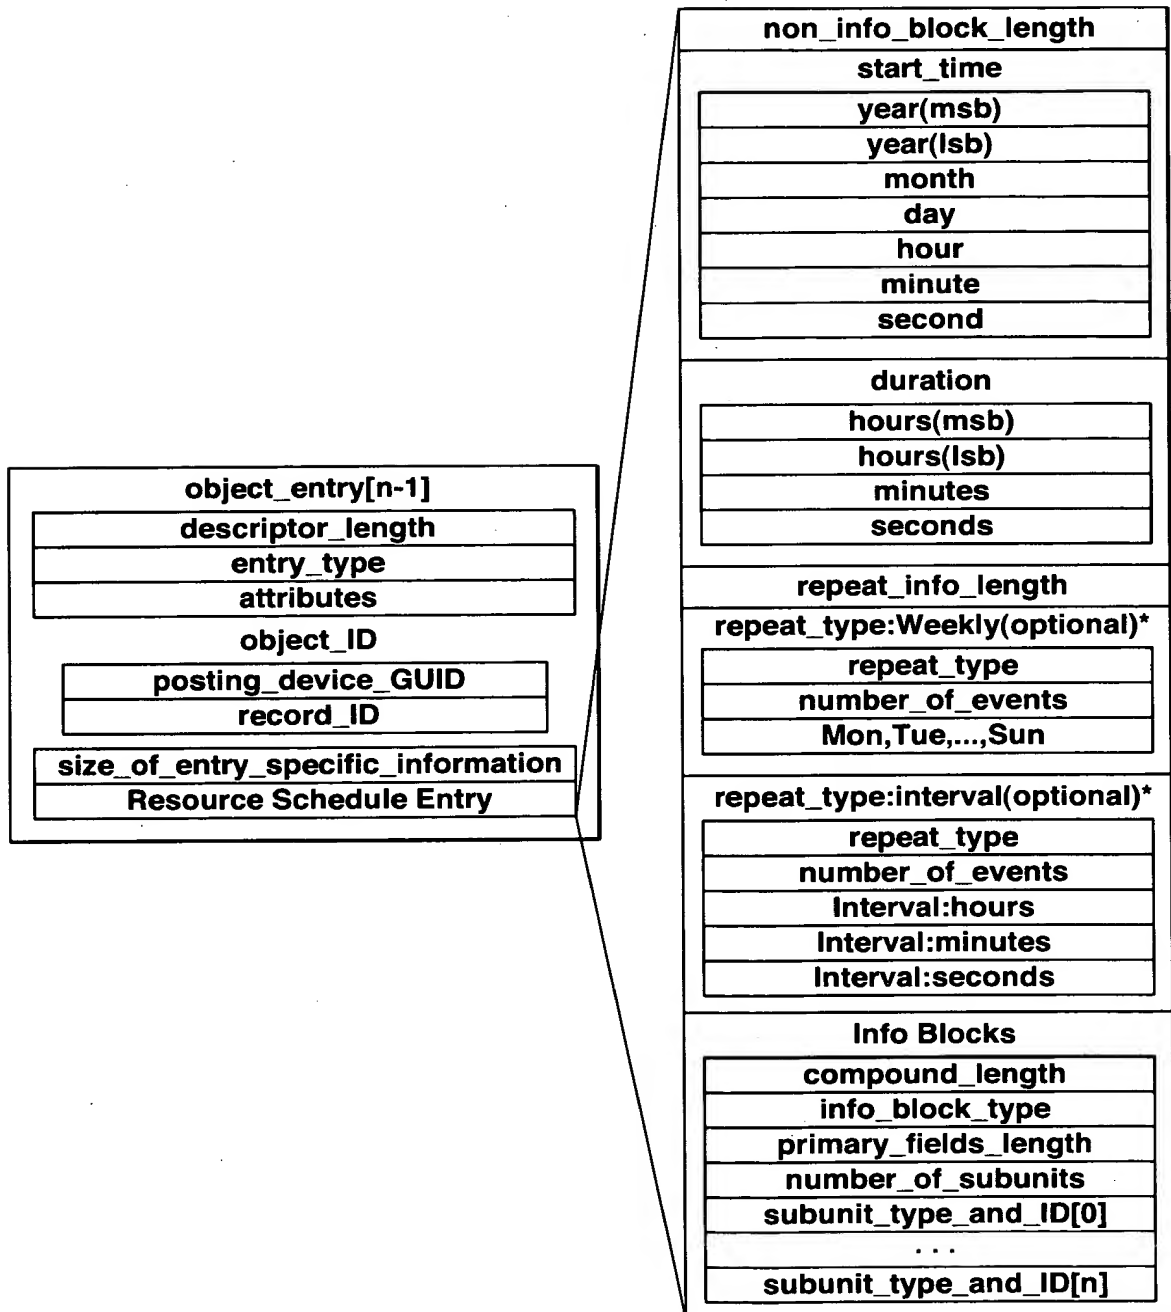 object_entry[n-1]
descriptor_length
entry_type
attributes
object_ID
posting_device_GUID
record_ID
size_of_entry_specific_information
Resource Schedule Entry
non_info_block_length
start_time
year(msb)
year(lsb)
month
day
hour
minute
second
duration
hours(msb)
hours(lsb)
minutes
seconds
repeat_info_length
repeat_type:Weekly(optional)*
repeat_type
number_of_events
Mon,Tue,...,Sun
repeat_type:interval(optional)*
repeat_type
number_of_events
Interval:hours
Interval:minutes
Interval:seconds
Info Blocks
compound_length
info_block_type
primary_fields_length
number_of_subunits
subunit_type_and_ID[0]
. . .
subunit_type_and_ID[n]